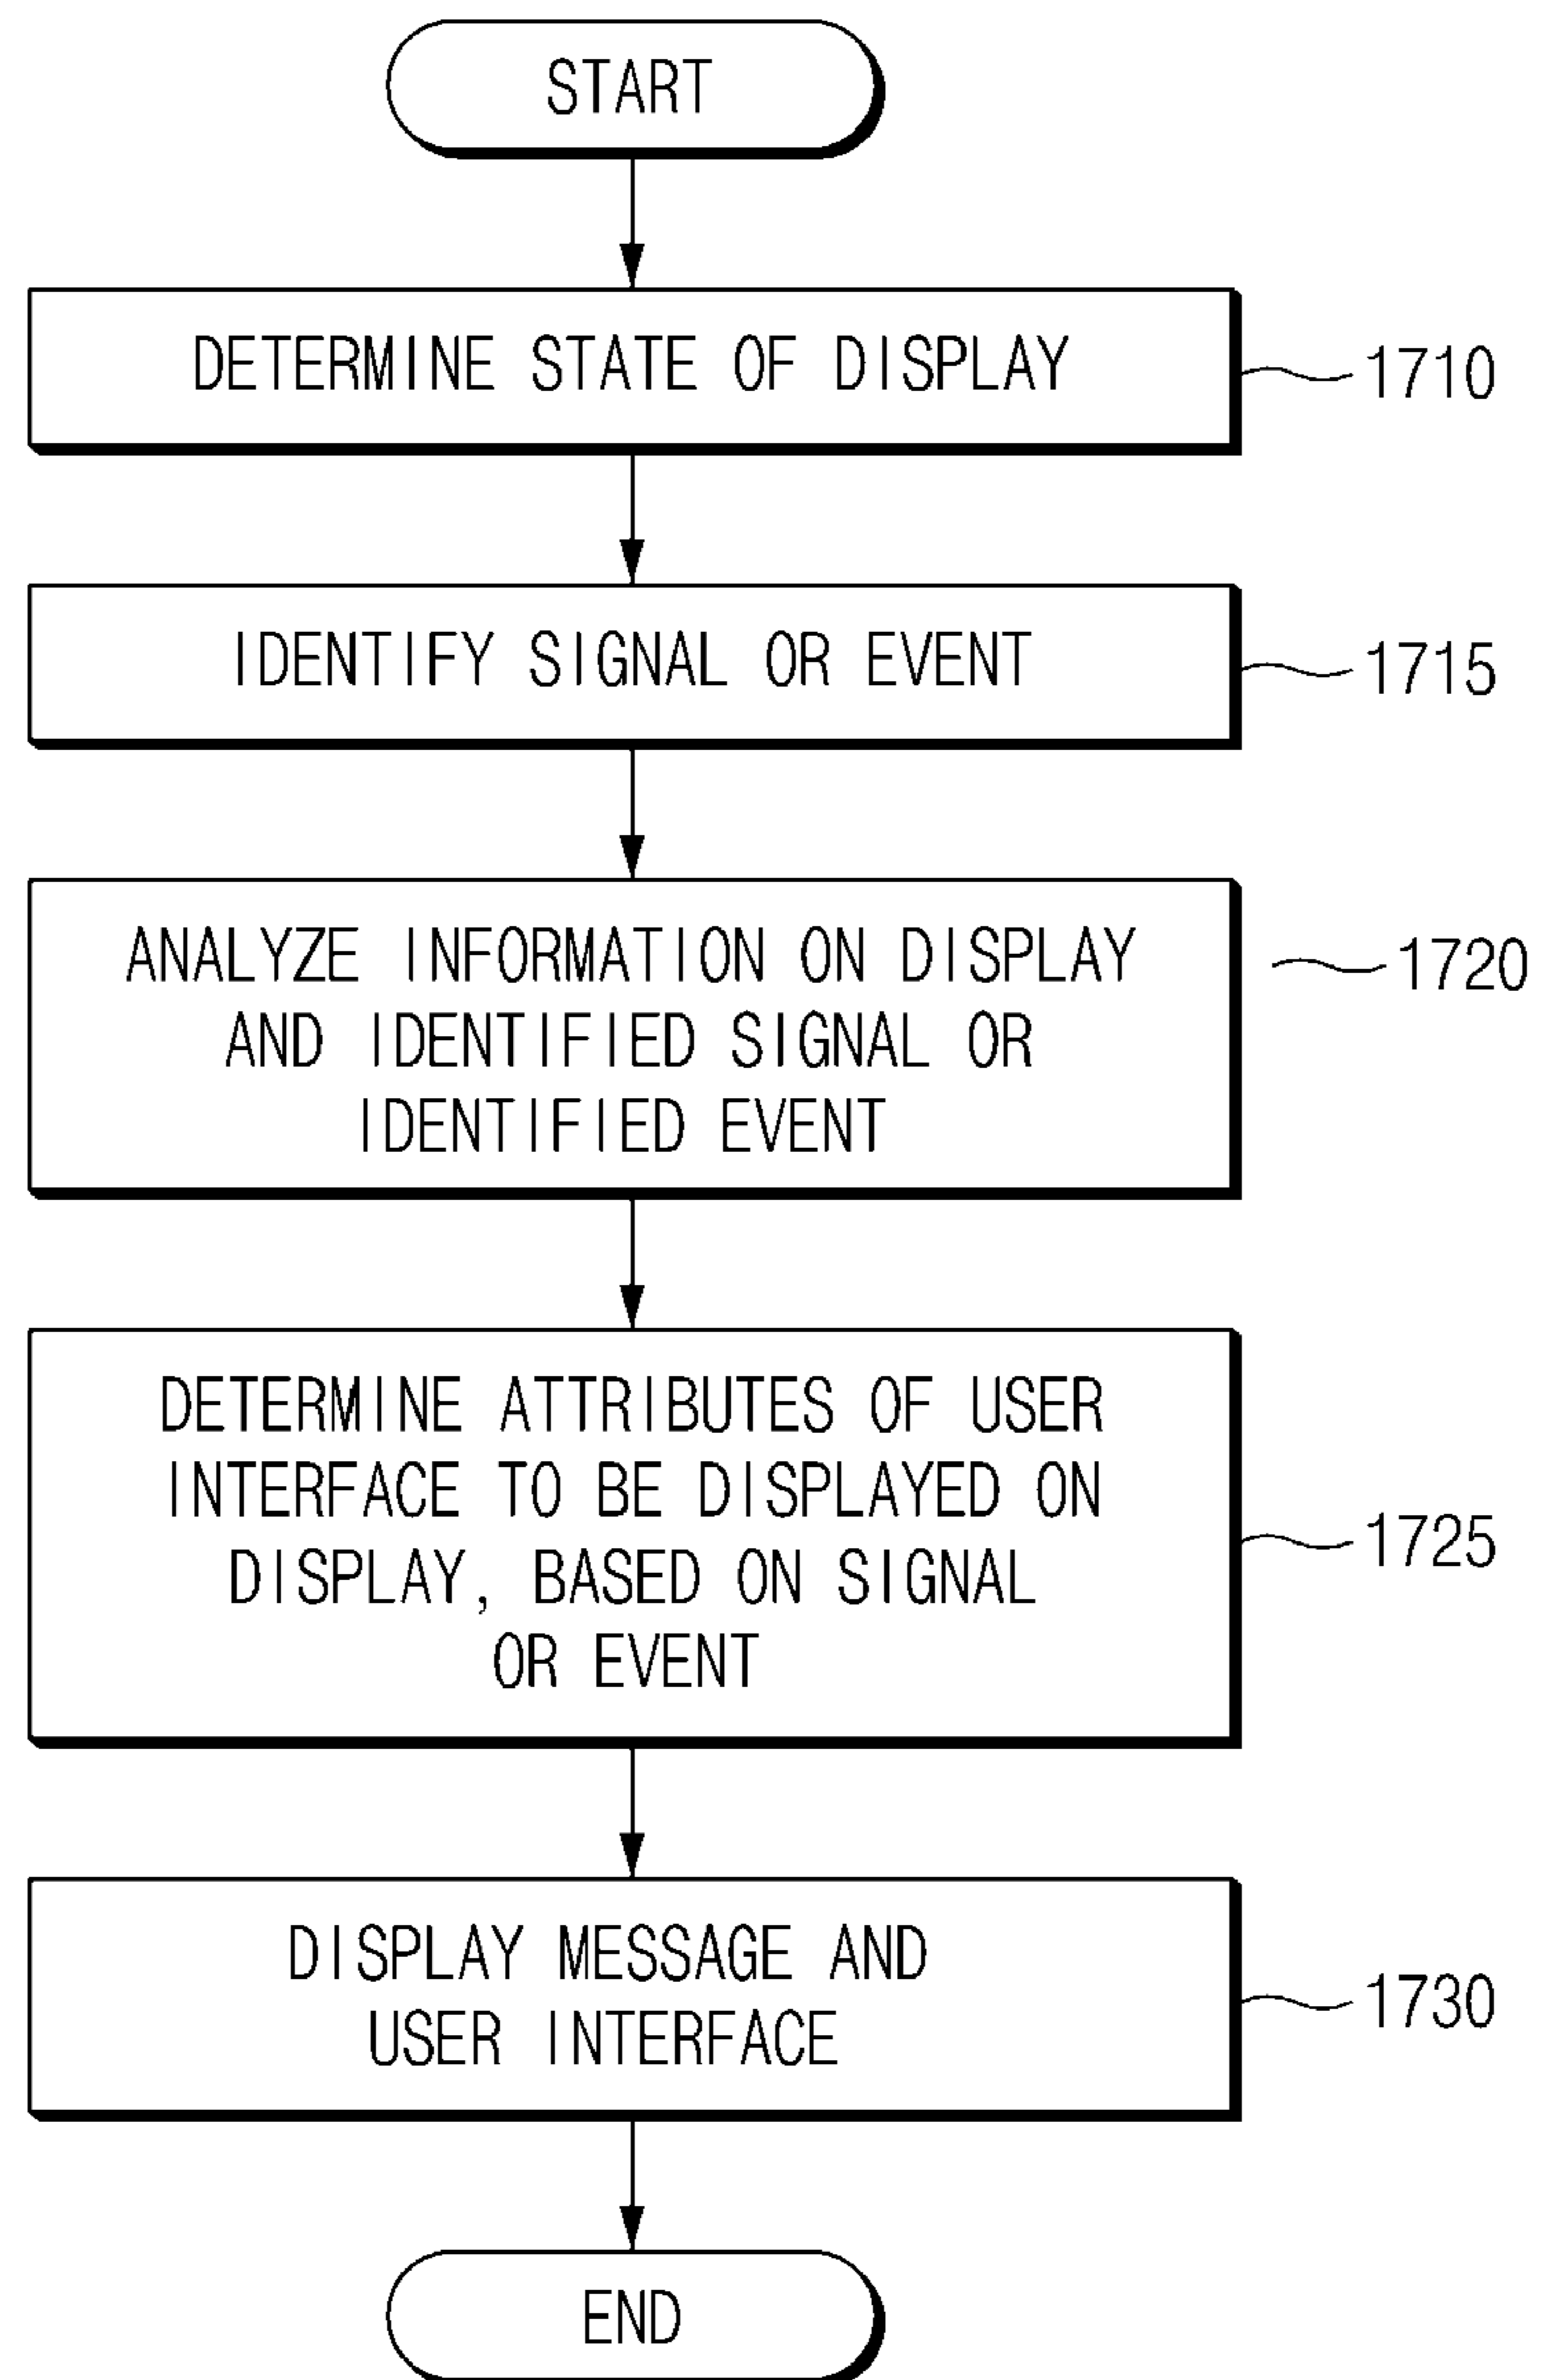 START
DETERMINE STATE OF DISPLAY
1710
IDENTIFY SIGNAL OR EVENT
1715
ANALYZE INFORMATION ON DISPLAY
AND IDENTIFIED SIGNAL OR
IDENTIFIED EVENT
1720
DETERMINE ATTRIBUTES OF USER
INTERFACE TO BE DISPLAYED ON
DISPLAY, BASED ON SIGNAL
OR EVENT
1725
DISPLAY MESSAGE AND
USER INTERFACE
1730
END